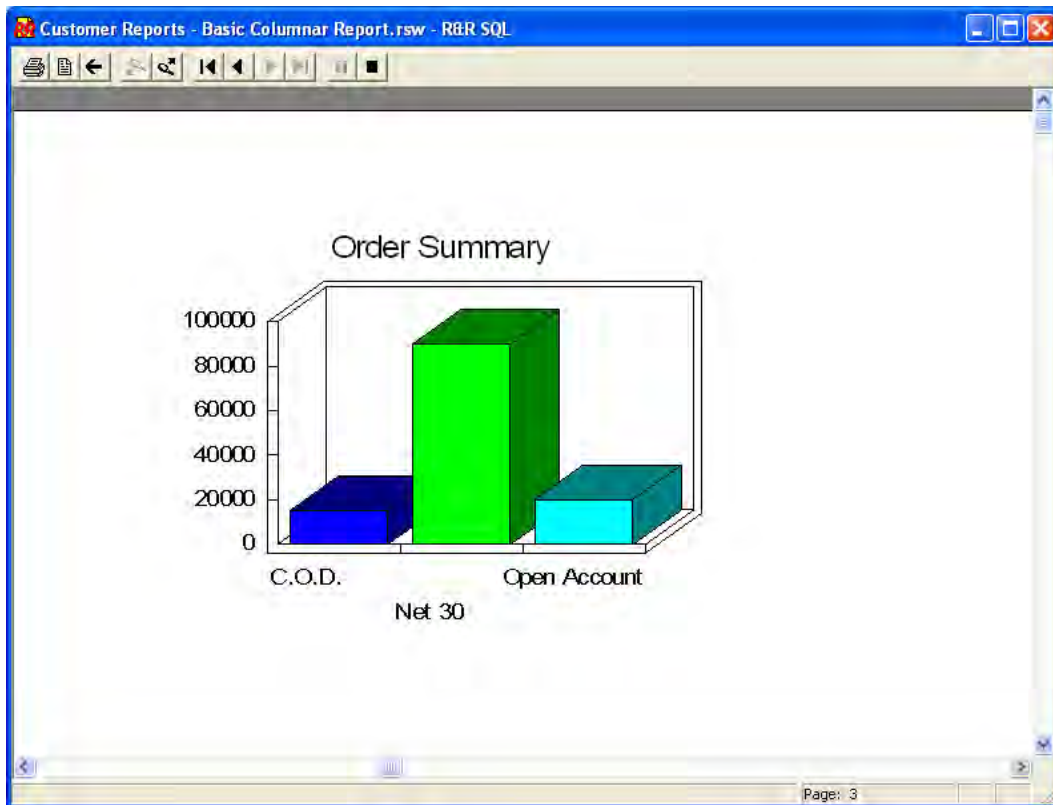 Customer Reports - Basic Columnar Report.rsw - R&R SQL
Order Summary
100000
80000
60000
40000
20000
0
C.O.D.
Open Account
Net 30
Page: 3